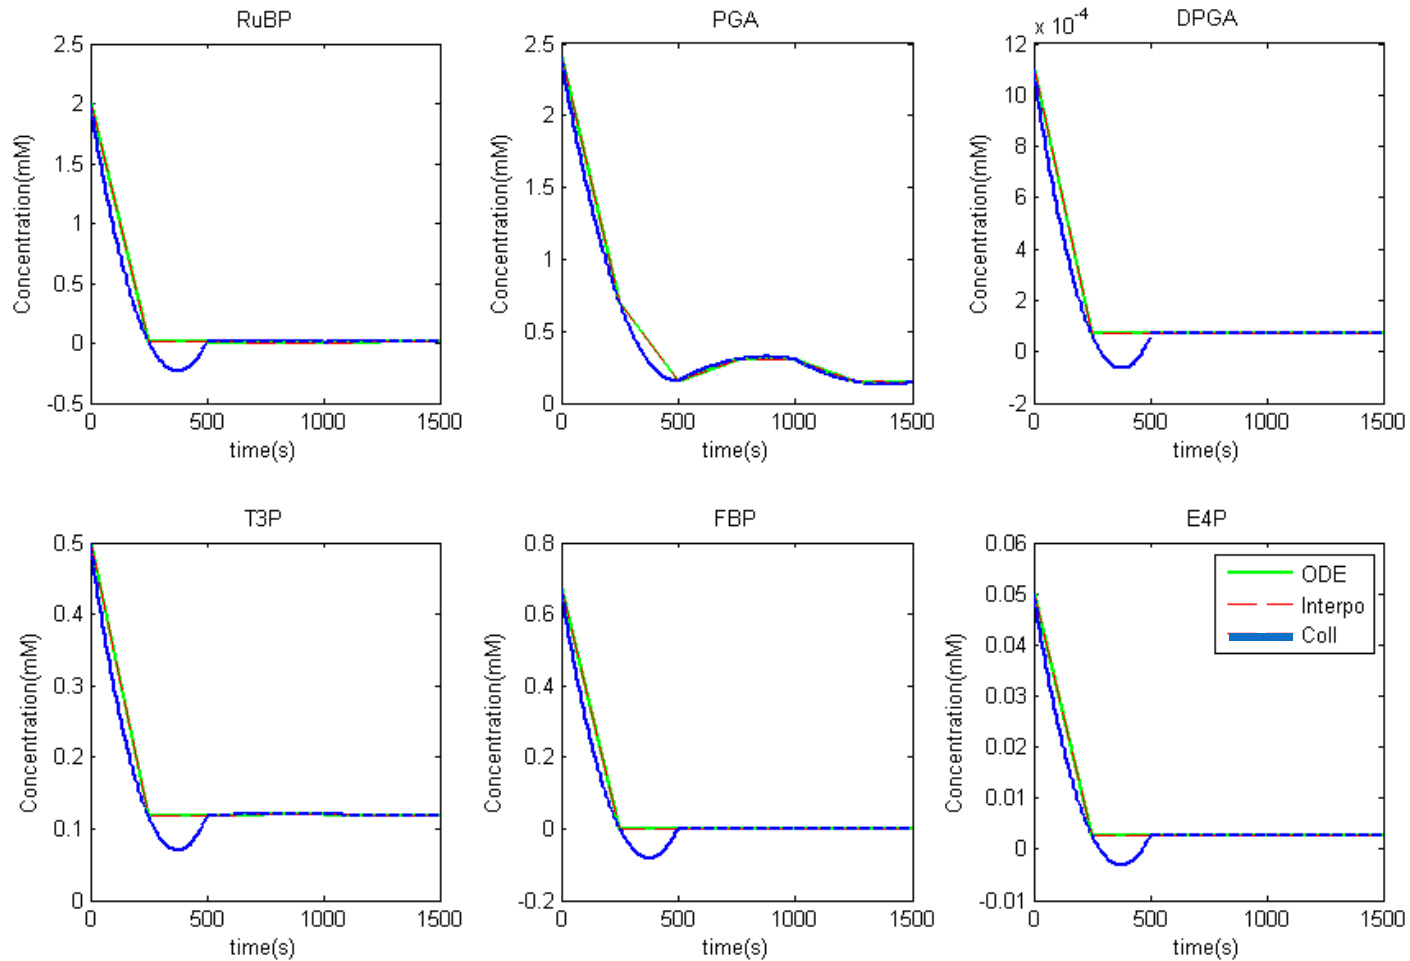 RuBP
2.5
2
1.5
1
0.5
0
-0.5
Concentration(mM)
0 500 1000 1500
time(s)
PGA
2.5
2
1.5
1
0.5
0
Concentration(mM)
0 500 1000 1500
time(s)
DPGA
x 10-4
12
10
8
6
4
2
0
-2
Concentration(mM)
0 500 1000 1500
time(s)
T3P
0.5
0.4
0.3
0.2
0.1
0
Concentration(mM)
0 500 1000 1500
time(s)
FBP
0.8
0.6
0.4
0.2
0
-0.2
Concentration(mM)
0 500 1000 1500
time(s)
E4P
0.06
0.05
0.04
0.03
0.02
0.01
0
-0.01
Concentration(mM)
0 500 1000 1500
time(s)
ODE
Interpo
Coll